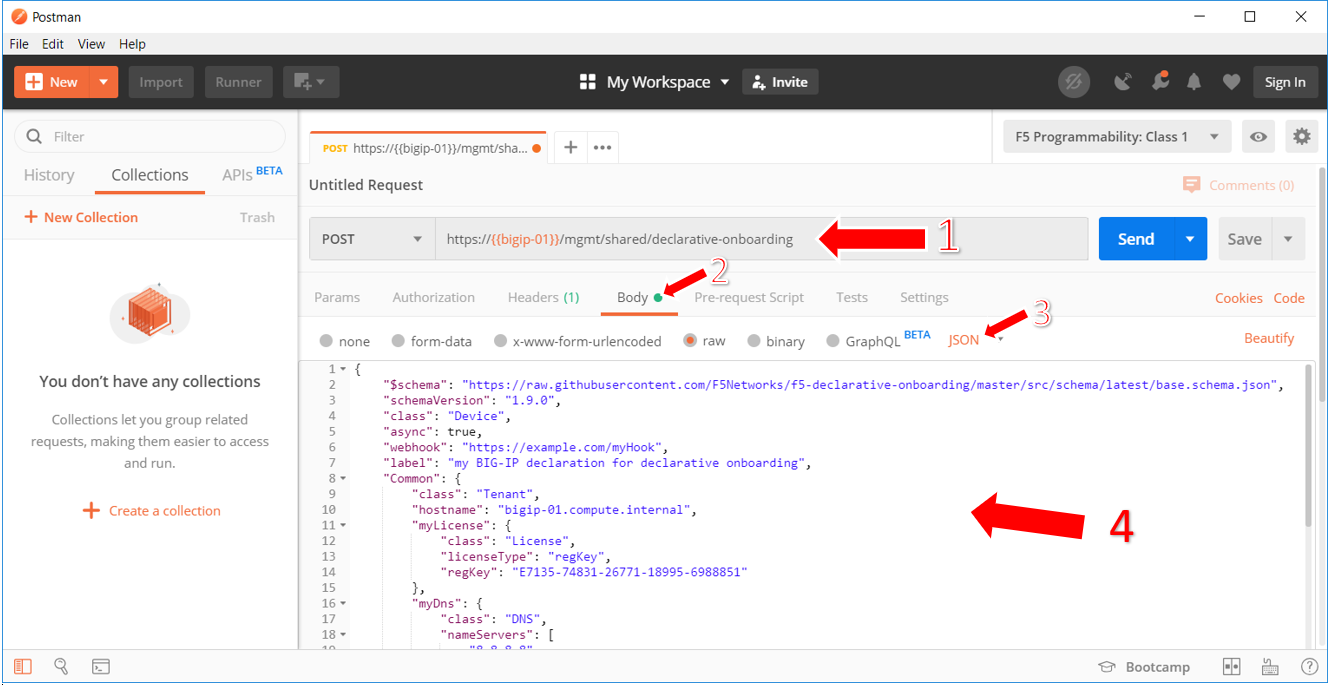 Postman
File Edit View Help
New Import Runner My Workspace Invite Sign In
Filter
History Collections APIs BETA
New Collection Trash
You don't have any collections
Collections let you group related
requests, making them easier to access
and run.
Create a collection
POST https://{{bigip-01}}/mgmt/sha...
F5 Programmability: Class 1
Untitled Request
Comments (0)
POST https://{{bigip-01}}/mgmt/shared/declarative-onboarding 1 Send Save
Params Authorization Headers (1) Body 2 Pre-request Script Tests Settings Cookies Code
none form-data x-www-form-urlencoded raw binary GraphQL BETA JSON 3 Beautify
1 {
2 "$schema": "https://raw.githubusercontent.com/F5Networks/f5-declarative-onboarding/master/src/schema/latest/base.schema.json",
3 "schemaVersion": "1.9.0",
4 "class": "Device",
5 "async": true,
6 "webhook": "https://example.com/myHook",
7 "label": "my BIG-IP declaration for declarative onboarding",
8 "Common": {
9 "class": "Tenant",
10 "hostname": "bigip-01.compute.internal",
11 "myLicense": {
12 "class": "License",
13 "licenseType": "regKey",
14 "regKey": "E7135-74831-26771-18995-6988851"
15 },
16 "myDns": {
17 "class": "DNS",
18 "nameServers": [
4
Bootcamp